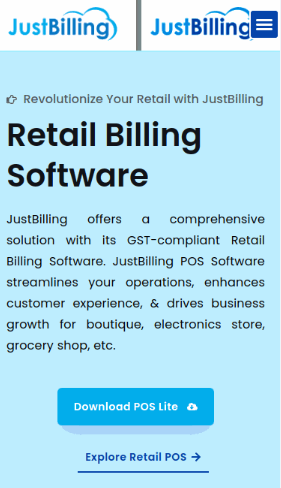 JustBilling JustBilling
Revolutionize Your Retail with JustBilling
Retail Billing
Software
JustBilling offers a comprehensive
solution with its GST-compliant Retail
Billing Software. JustBilling POS Software
streamlines your operations, enhances
customer experience, & drives business
growth for boutique, electronics store,
grocery shop, etc.
Download POS Lite
Explore Retail POS